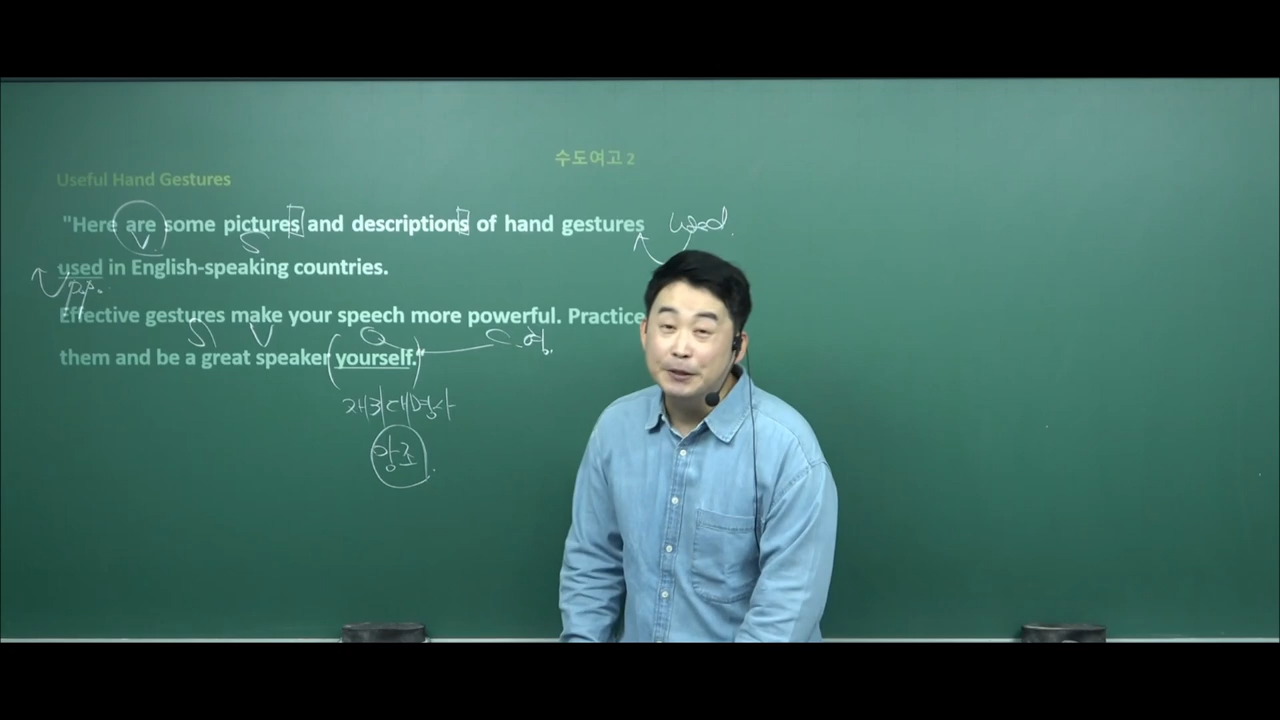 수도여고 2
Useful Hand Gestures
"Here are some pictures and descriptions of hand gestures used.
V S
used in English-speaking countries.
p.p.
Effective gestures make your speech more powerful. Practice
S V O C 형.
them and be a great speaker yourself."
재귀대명사
강조